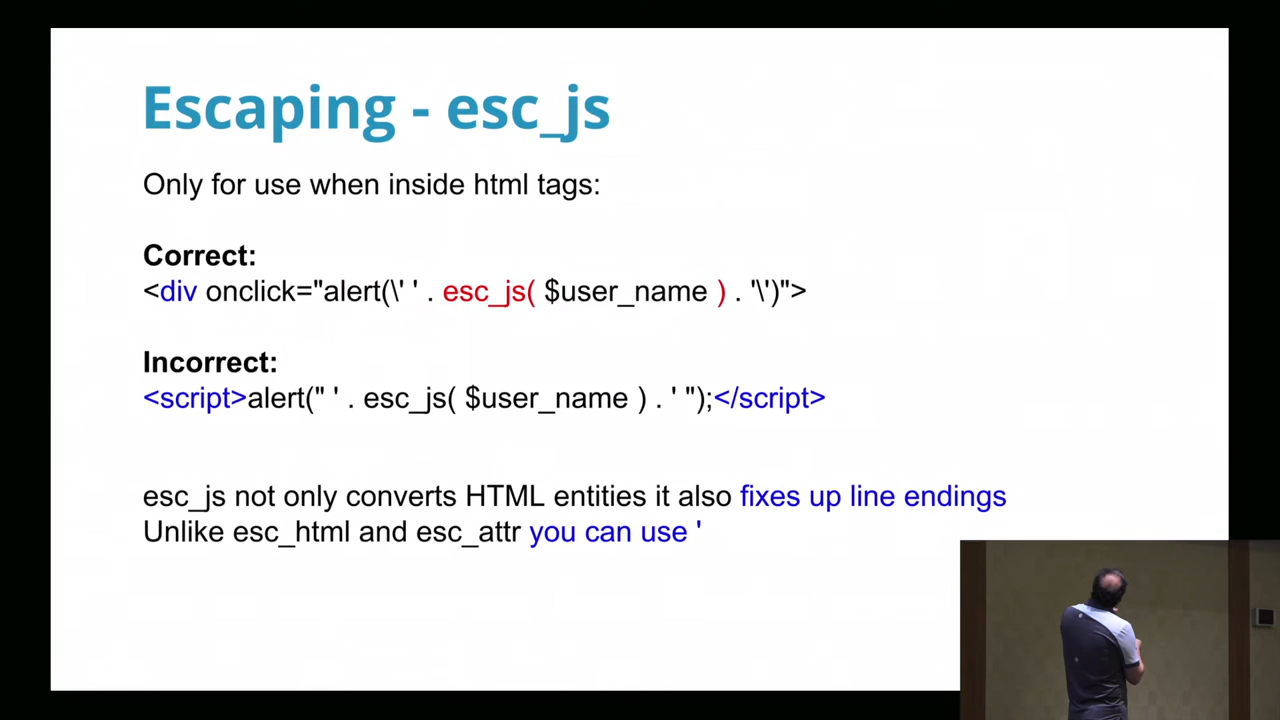 Escaping - esc_js
Only for use when inside html tags:
Correct:
<div onclick="alert(\' ' . esc_js( $user_name ) . '\')">
Incorrect:
<script>alert(" ' . esc_js( $user_name ) . ' ");</script>
esc_js not only converts HTML entities it also fixes up line endings
Unlike esc_html and esc_attr you can use '